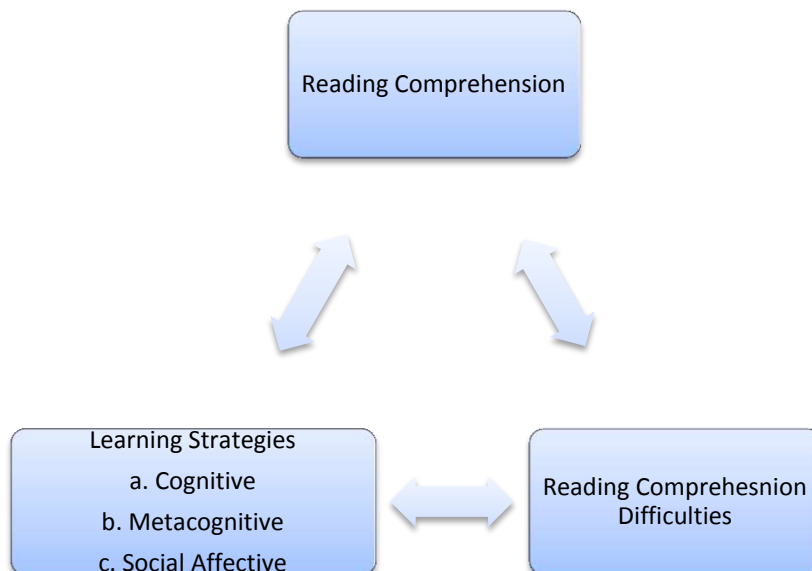 Reading Comprehension
Learning Strategies
a. Cognitive
b. Metacognitive
c. Social Affective
Reading Comprehesnion
Difficulties